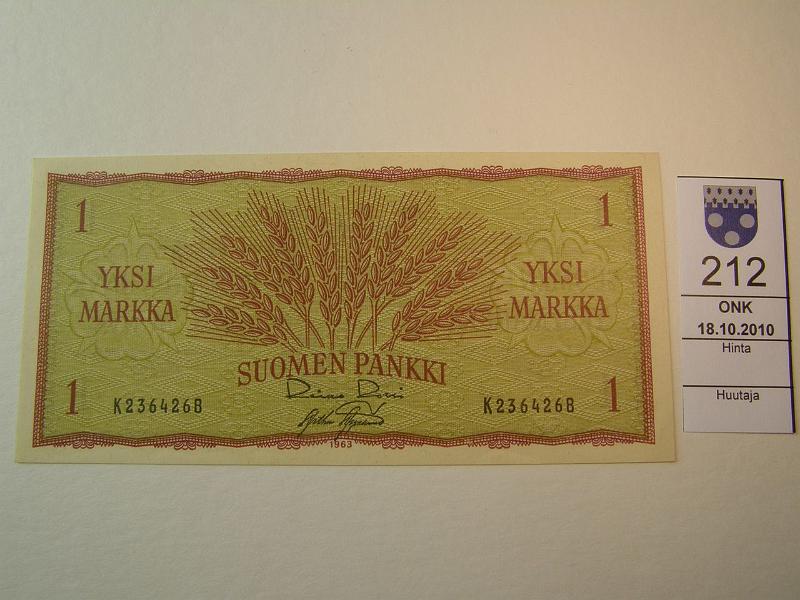 1
1
YKSI
MARKKA
YKSI
MARKKA
SUOMEN PANKKI
1
K2364268
K2364268
1
1963
212
ONK
18.10.2010
Hinta
Huutaja